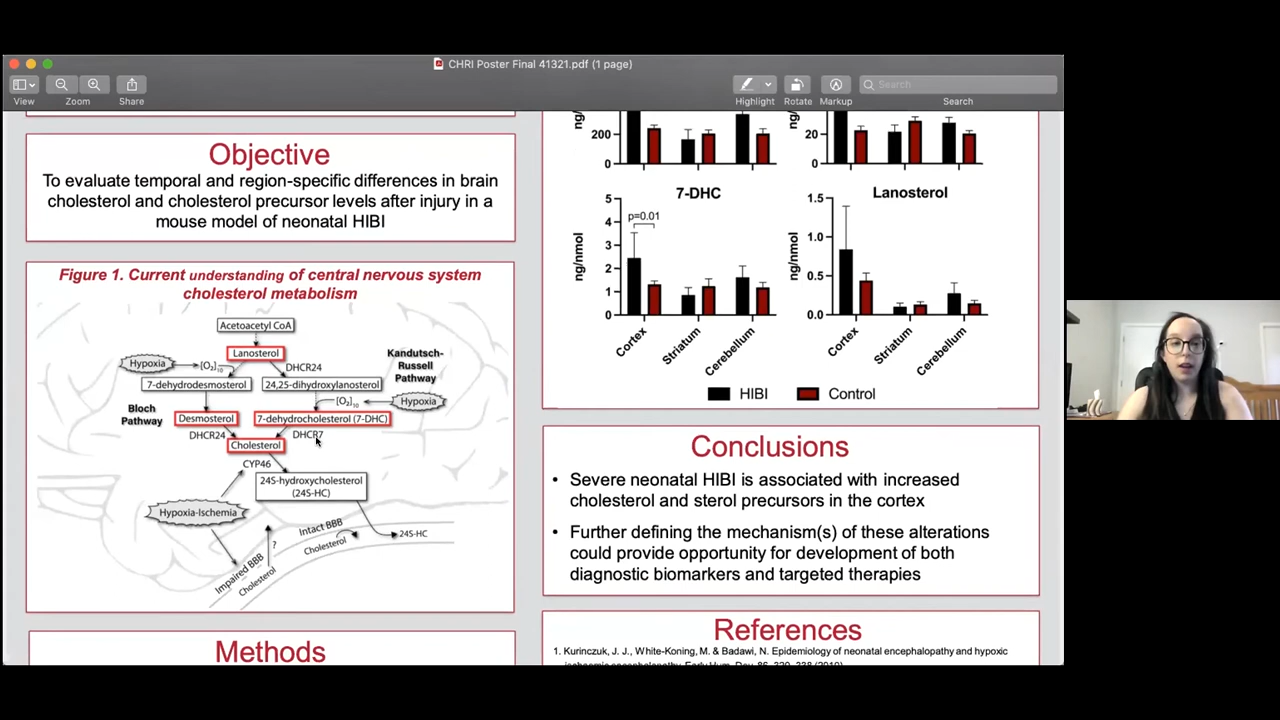 CHRI Poster Final 41321.pdf (1 page)
View
Zoom
Share
Highlight
Rotate
Markup
Search
Search
Objective
To evaluate temporal and region-specific differences in brain
cholesterol and cholesterol precursor levels after injury in a
mouse model of neonatal HIBI
Figure 1. Current understanding of central nervous system
cholesterol metabolism
Acetoacetyl CoA
Lanosterol
Hypoxia
[O₂]₁₀
DHCR24
Kandutsch-
Russell
Pathway
7-dehydrodesmosterol
24,25-dihydroxylanosterol
[O₂]₁₀
Hypoxia
Bloch
Pathway
Desmosterol
7-dehydrocholesterol (7-DHC)
DHCR24
DHCR7
Cholesterol
CYP46
24S-hydroxycholesterol
(24S-HC)
Hypoxia-Ischemia
Intact BBB
Cholesterol
24S-HC
?
Impaired BBB
Cholesterol
Methods
ng/
200
0
ng/
20
0
7-DHC
5
4
3
2
1
0
ng/nmol
p=0.01
Cortex
Striatum
Cerebellum
Lanosterol
1.5
1.0
0.5
0.0
ng/nmol
Cortex
Striatum
Cerebellum
HIBI
Control
Conclusions
• Severe neonatal HIBI is associated with increased
cholesterol and sterol precursors in the cortex
• Further defining the mechanism(s) of these alterations
could provide opportunity for development of both
diagnostic biomarkers and targeted therapies
References
1. Kurinczuk, J. J., White-Koning, M. & Badawi, N. Epidemiology of neonatal encephalopathy and hypoxic